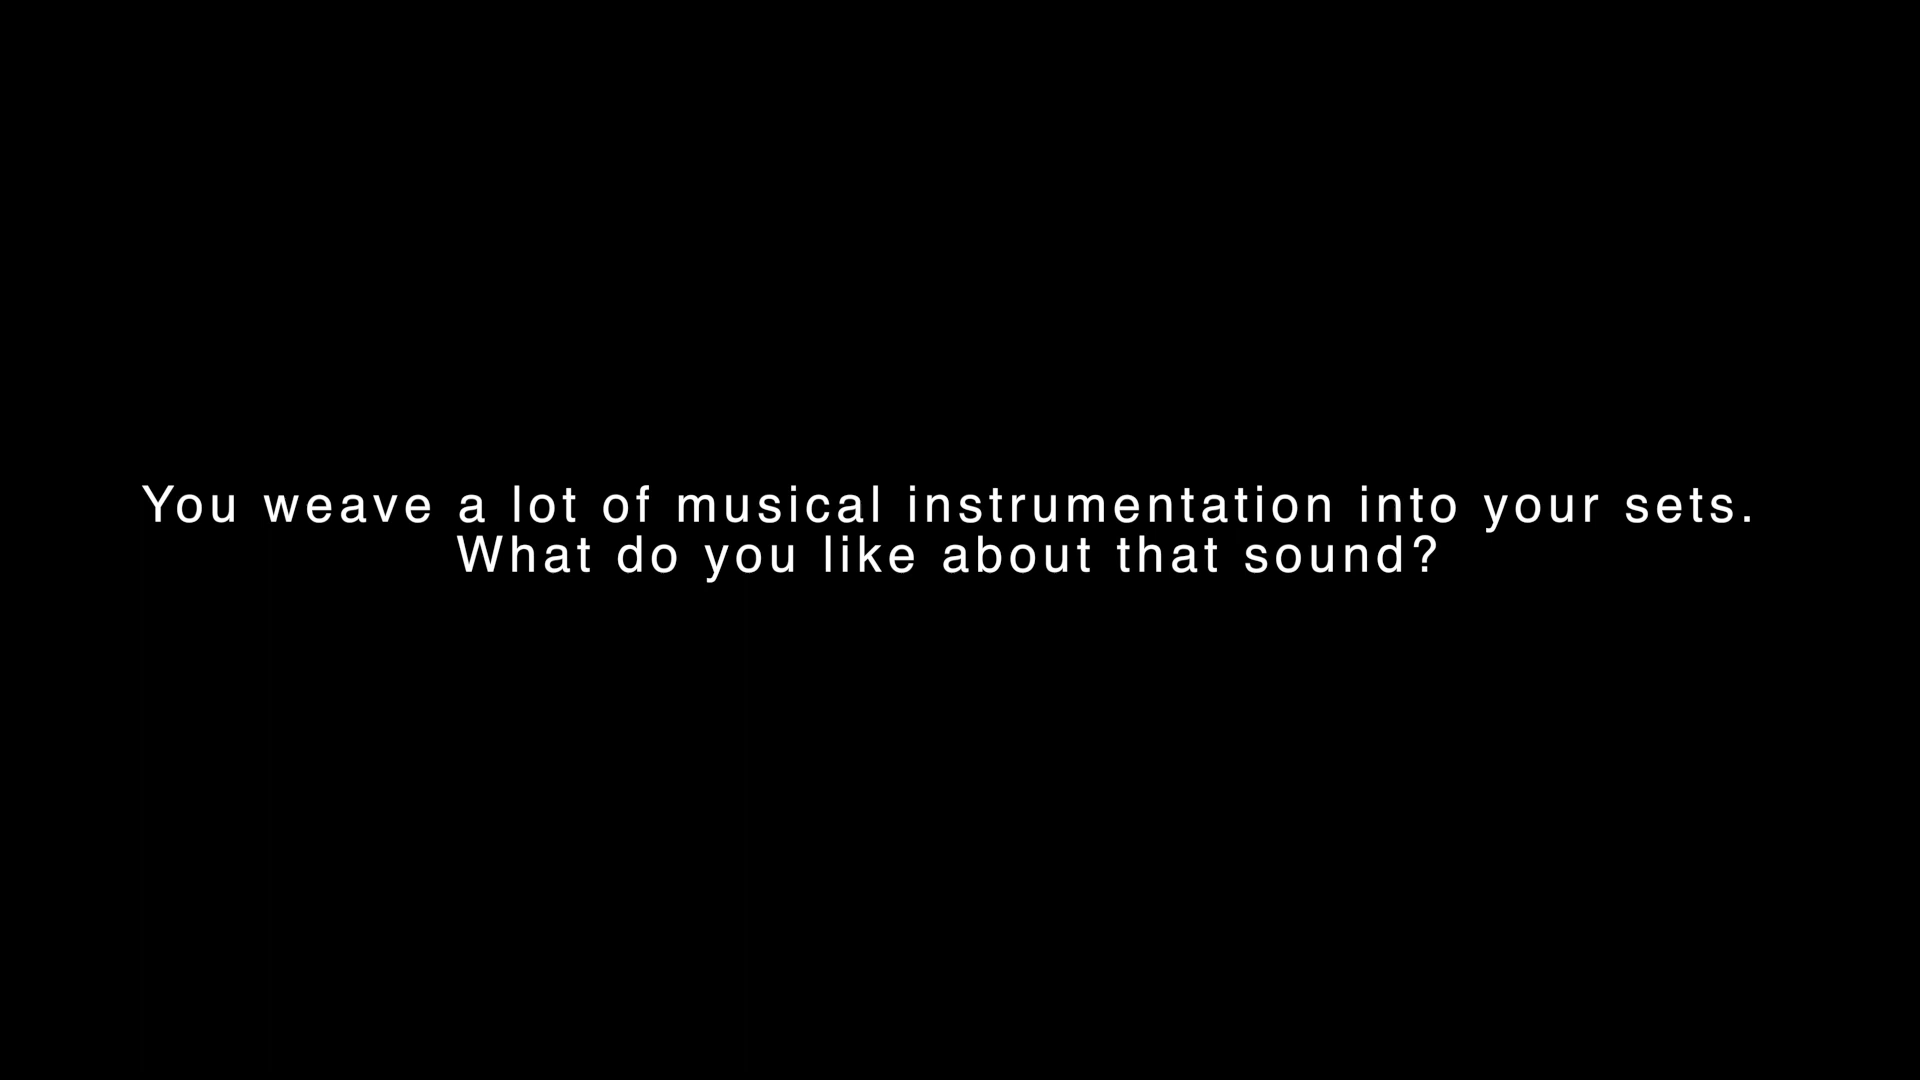 You weave a lot of musical instrumentation into your sets.
What do you like about that sound?